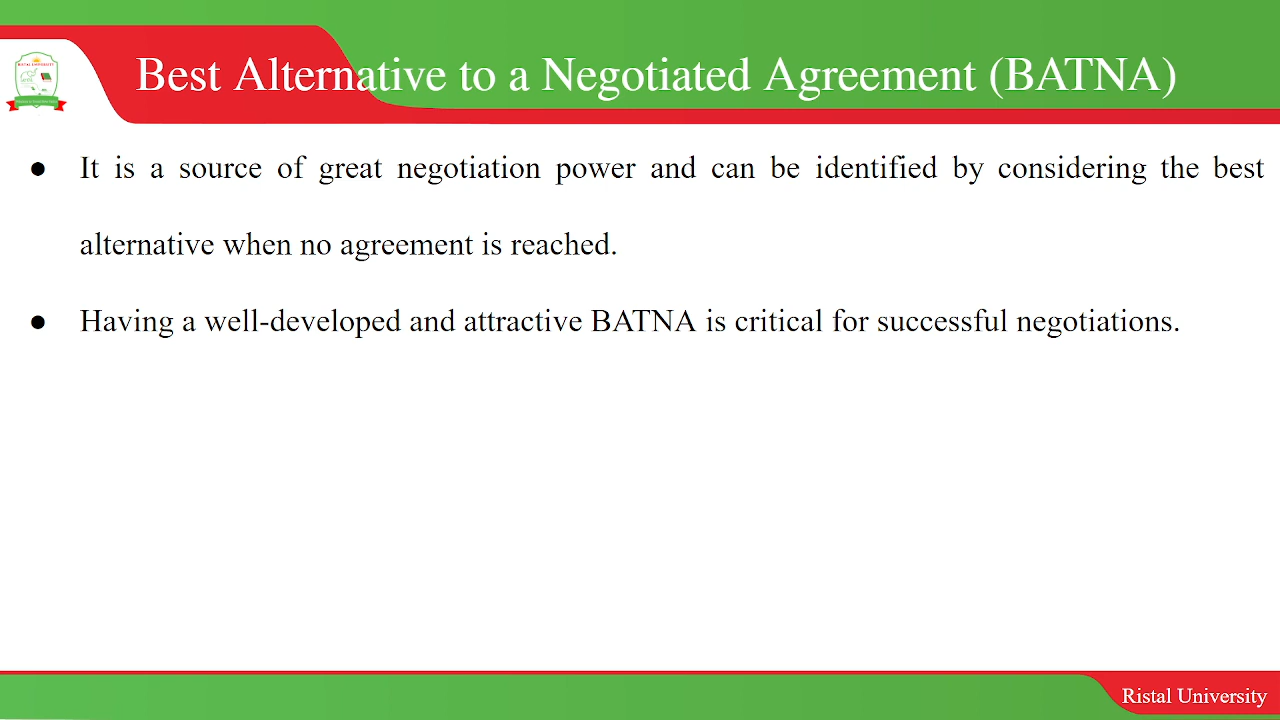 RISTAL UNIVERSITY
Best Alternative to a Negotiated Agreement (BATNA)
● It is a source of great negotiation power and can be identified by considering the best
alternative when no agreement is reached.
● Having a well-developed and attractive BATNA is critical for successful negotiations.
Ristal University